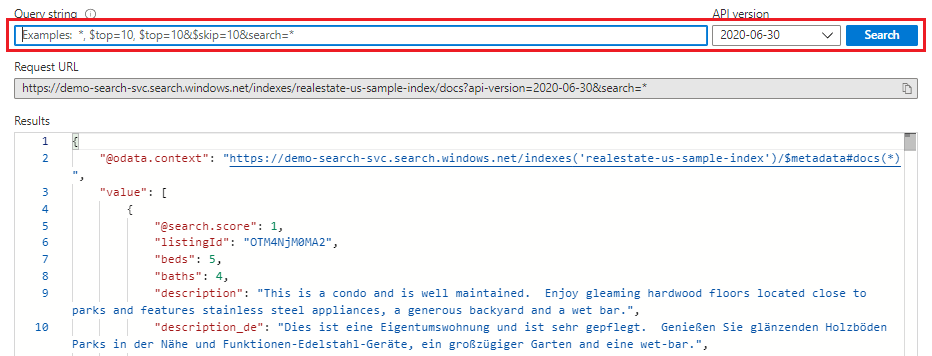 Query string
API version
Examples: *, $top=10, $top=10&$skip=10&search=*
2020-06-30
Search
Request URL
https://demo-search-svc.search.windows.net/indexes/realestate-us-sample-index/docs?api-version=2020-06-30&search=*
Results
1 {
2 "@odata.context": "https://demo-search-svc.search.windows.net/indexes('realestate-us-sample-index')/$metadata#docs(*)
",
3 "value": [
4 {
5 "@search.score": 1,
6 "listingId": "OTM4NjM0MA2",
7 "beds": 5,
8 "baths": 4,
9 "description": "This is a condo and is well maintained.  Enjoy gleaming hardwood floors located close to
parks and features stainless steel appliances, a generous backyard and a wet bar.",
10 "description_de": "Dies ist eine Eigentumswohnung und ist sehr gepflegt.  Genießen Sie glänzenden Holzböden
Parks in der Nähe und Funktionen-Edelstahl-Geräte, ein großzügiger Garten und eine wet-bar.",